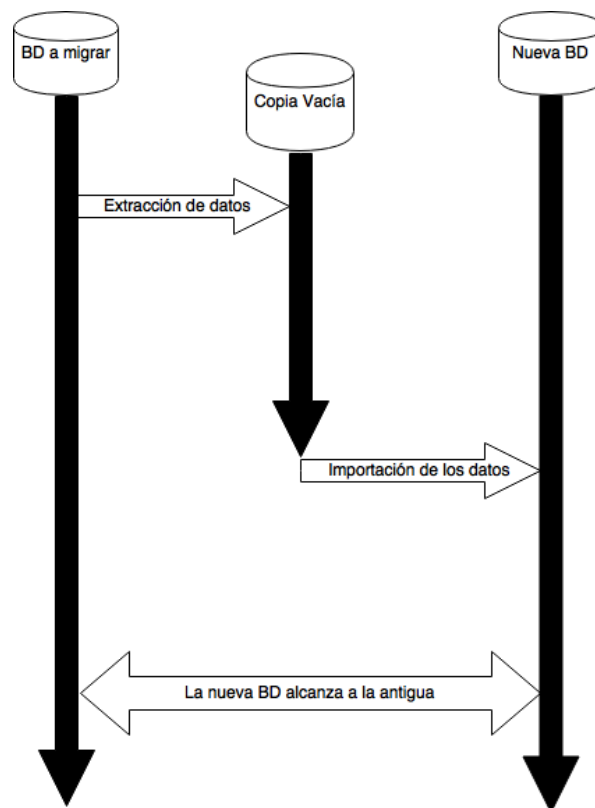 BD a migrar
Nueva BD
Copia Vacía
Extracción de datos
Importación de los datos
La nueva BD alcanza a la antigua